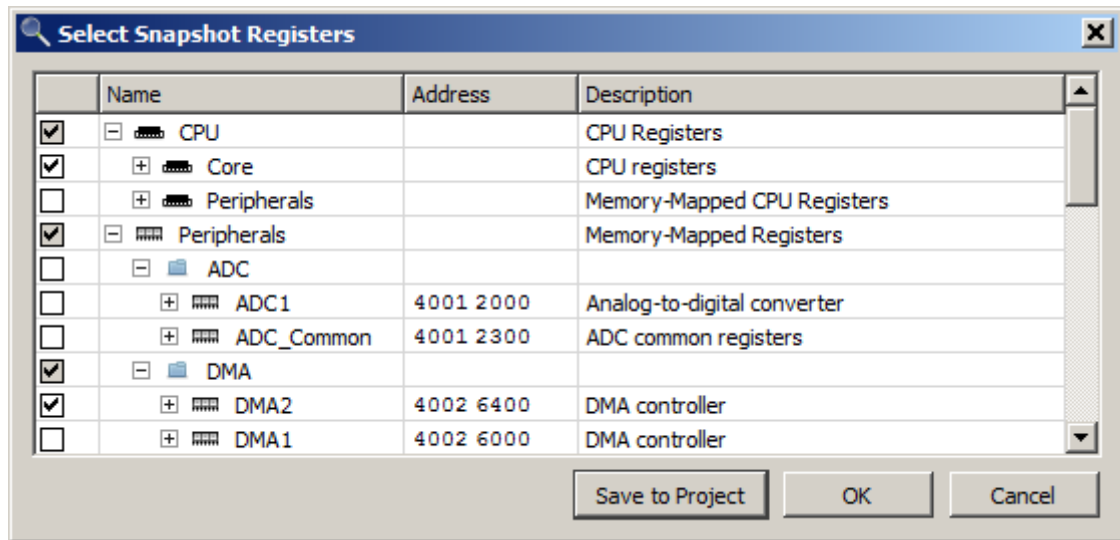 Select Snapshot Registers
Name Address Description
CPU CPU Registers
Core CPU registers
Peripherals Memory-Mapped CPU Registers
Peripherals Memory-Mapped Registers
ADC
ADC1 4001 2000 Analog-to-digital converter
ADC_Common 4001 2300 ADC common registers
DMA
DMA2 4002 6400 DMA controller
DMA1 4002 6000 DMA controller
Save to Project OK Cancel